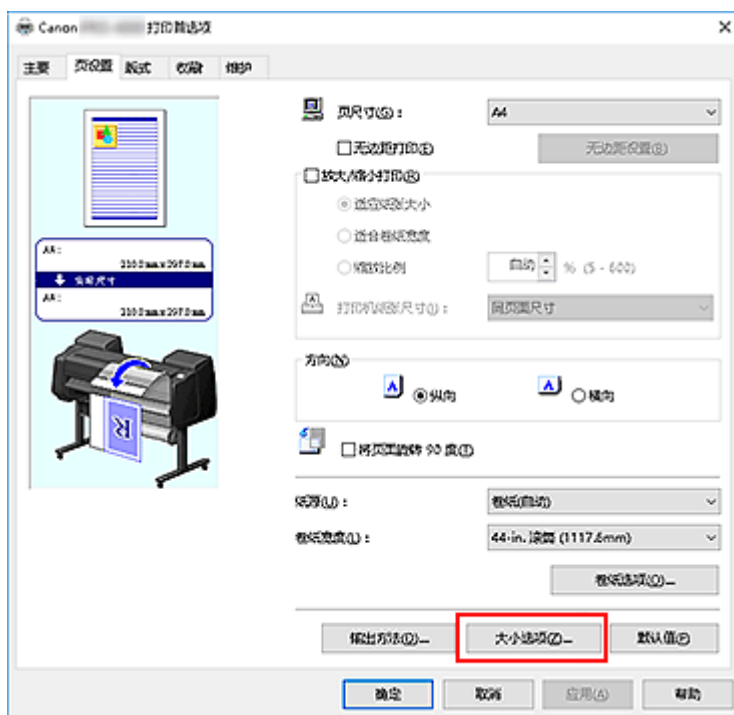 Canon 打印首选项
主要 页设置 版式 收藏 维护
页尺寸(G)： A4
无边距打印(E) 无边距设置(B)
放大/缩小打印(R)
适应纸张大小
适合卷纸宽度
缩放比例 自动 % (5 - 600)
打印机纸张尺寸(J)： 同页面尺寸
A4：
210.0mm x 297.0mm
实际尺寸
A4：
210.0mm x 297.0mm
方向(N)
A 纵向 A 横向
将页面旋转 90 度(T)
纸源(U)： 卷纸(自动)
卷纸宽度(L)： 44-in. 滚筒 (1117.6mm)
卷纸选项(O)...
输出方法(D)... 大小选项(Z)... 默认值(F)
确定 取消 应用(A) 帮助